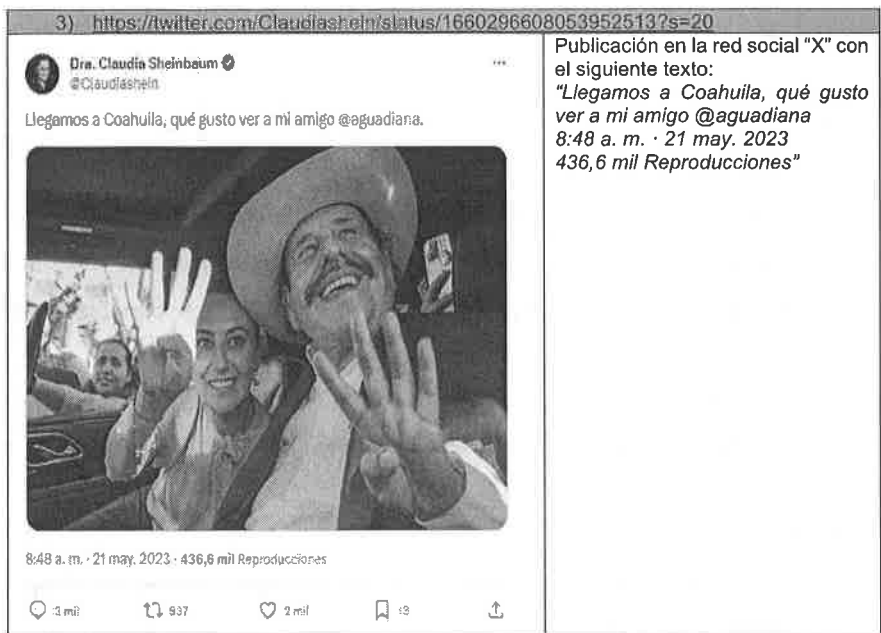 3) https://twitter.com/Claudiashein/status/1660296608053952513?s=20
Dra. Claudia Sheinbaum
@Claudiashein
Llegamos a Coahuila, qué gusto ver a mi amigo @aguadiana.
8:48 a. m. · 21 may. 2023 · 436,6 mil Reproducciones
3 mil
937
2 mil
Publicación en la red social "X" con
el siguiente texto:
"Llegamos a Coahuila, qué gusto
ver a mi amigo @aguadiana
8:48 a. m. · 21 may. 2023
436,6 mil Reproducciones"